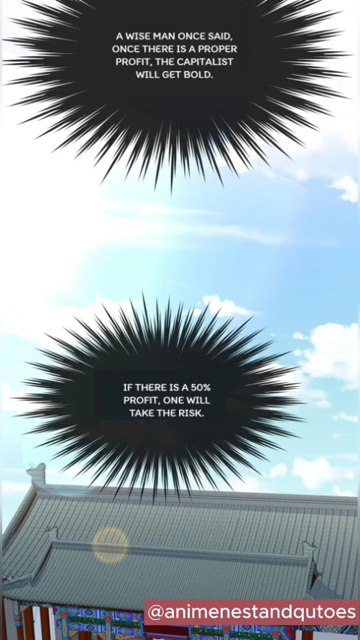 A WISE MAN ONCE SAID,
ONCE THERE IS A PROPER
PROFIT, THE CAPITALIST
WILL GET BOLD.
IF THERE IS A 50%
PROFIT, ONE WILL
TAKE THE RISK.
@animenestandqutoes